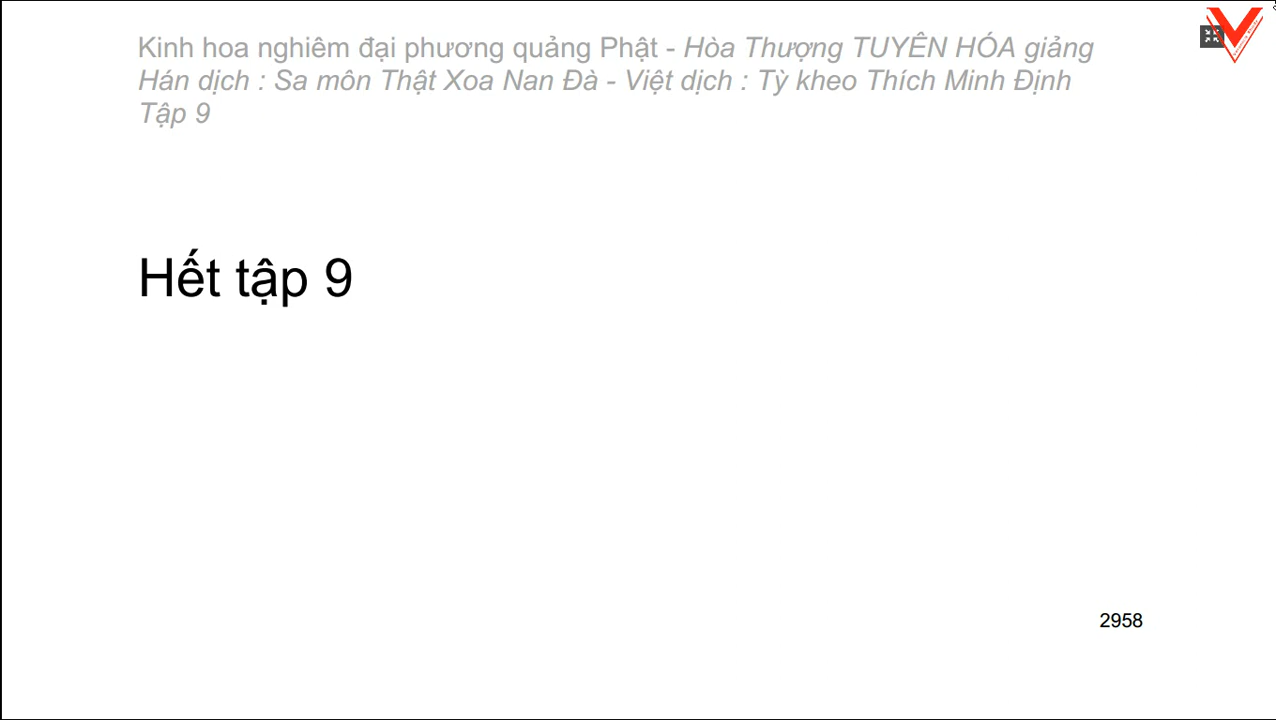 Kinh hoa nghiêm đại phương quảng Phật - Hòa Thượng TUYÊN HÓA giảng
Hán dịch : Sa môn Thật Xoa Nan Đà - Việt dịch : Tỳ kheo Thích Minh Định
Tập 9
Hết tập 9
2958